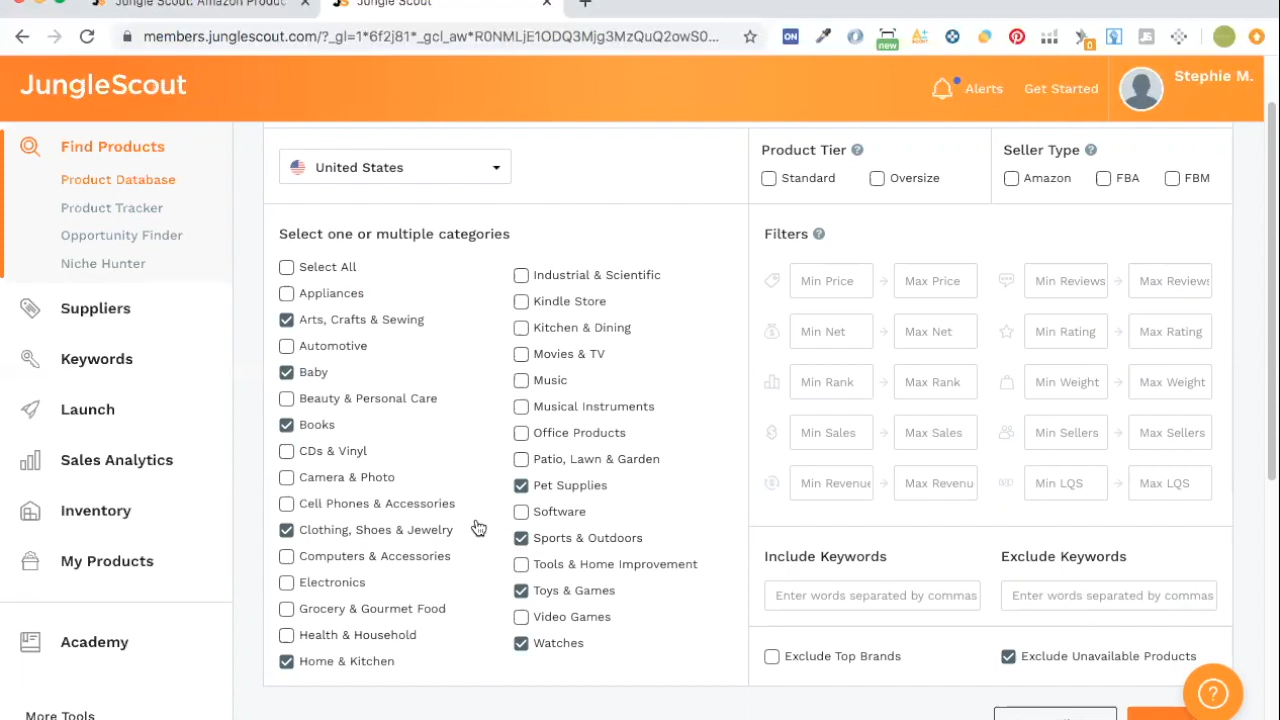 Jungle Scout: Amazon Produc
Jungle Scout
members.junglescout.com/?_gl=1*6f2j81*_gcl_aw*R0NMLjE1ODQ3Mjg3MzQuQ2owS0...
ON
new
0
JungleScout
Alerts
Get Started
Stephie M.
Find Products
Product Database
Product Tracker
Opportunity Finder
Niche Hunter
Suppliers
Keywords
Launch
Sales Analytics
Inventory
My Products
Academy
More Tools
United States
Product Tier
Standard
Oversize
Seller Type
Amazon
FBA
FBM
Select one or multiple categories
Select All
Appliances
Arts, Crafts & Sewing
Automotive
Baby
Beauty & Personal Care
Books
CDs & Vinyl
Camera & Photo
Cell Phones & Accessories
Clothing, Shoes & Jewelry
Computers & Accessories
Electronics
Grocery & Gourmet Food
Health & Household
Home & Kitchen
Industrial & Scientific
Kindle Store
Kitchen & Dining
Movies & TV
Music
Musical Instruments
Office Products
Patio, Lawn & Garden
Pet Supplies
Software
Sports & Outdoors
Tools & Home Improvement
Toys & Games
Video Games
Watches
Filters
Min Price
Max Price
Min Reviews
Max Reviews
Min Net
Max Net
Min Rating
Max Rating
Min Rank
Max Rank
Min Weight
Max Weight
Min Sales
Max Sales
Min Sellers
Max Sellers
Min Revenue
Max Revenu
Min LQS
Max LQS
Include Keywords
Exclude Keywords
Enter words separated by commas
Enter words separated by commas
Exclude Top Brands
Exclude Unavailable Products